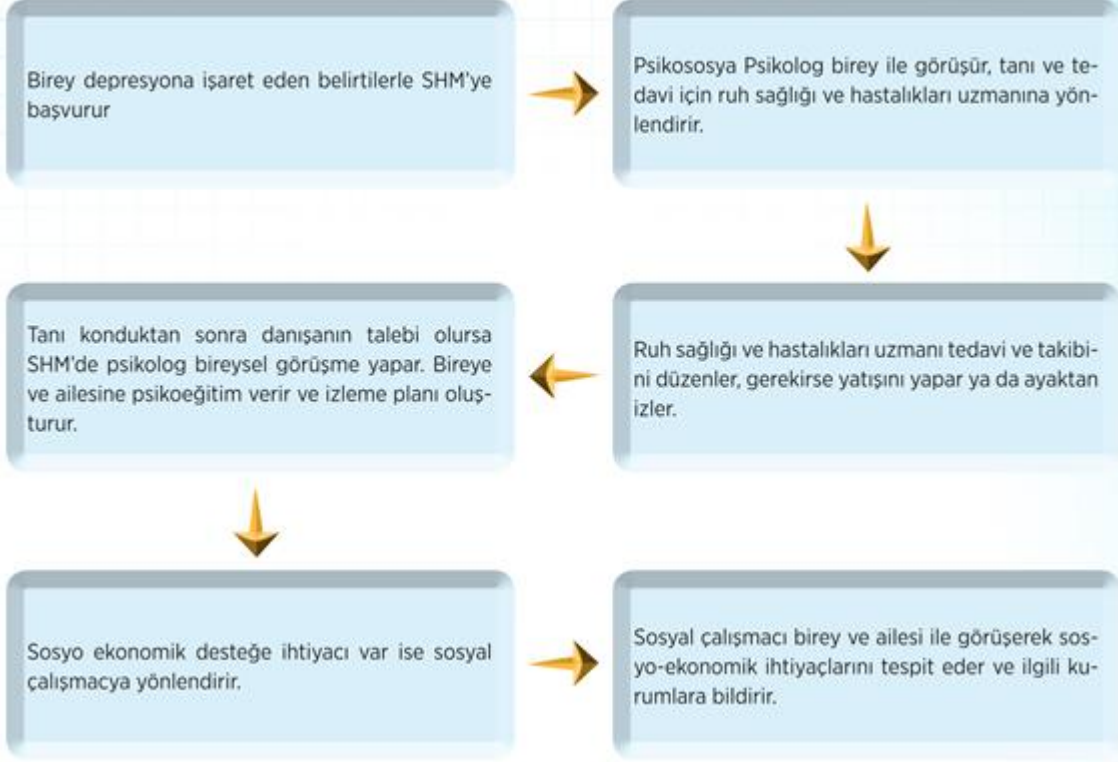 Birey depresyona işaret eden belirtilerle SHM’ye
başvurur
Psikososya Psikolog birey ile görüşür, tanı ve te-
davi için ruh sağlığı ve hastalıkları uzmanına yön-
lendirir.
Ruh sağlığı ve hastalıkları uzmanı tedavi ve takibi-
ni düzenler, gerekirse yatışını yapar ya da ayaktan
izler.
Tanı konduktan sonra danışanın talebi olursa
SHM’de psikolog bireysel görüşme yapar. Bireye
ve ailesine psikoeğitim verir ve izleme planı oluş-
turur.
Sosyo ekonomik desteğe ihtiyacı var ise sosyal
çalışmacya yönlendirir.
Sosyal çalışmacı birey ve ailesi ile görüşerek sos-
yo-ekonomik ihtiyaçlarını tespit eder ve ilgili ku-
rumlara bildirir.